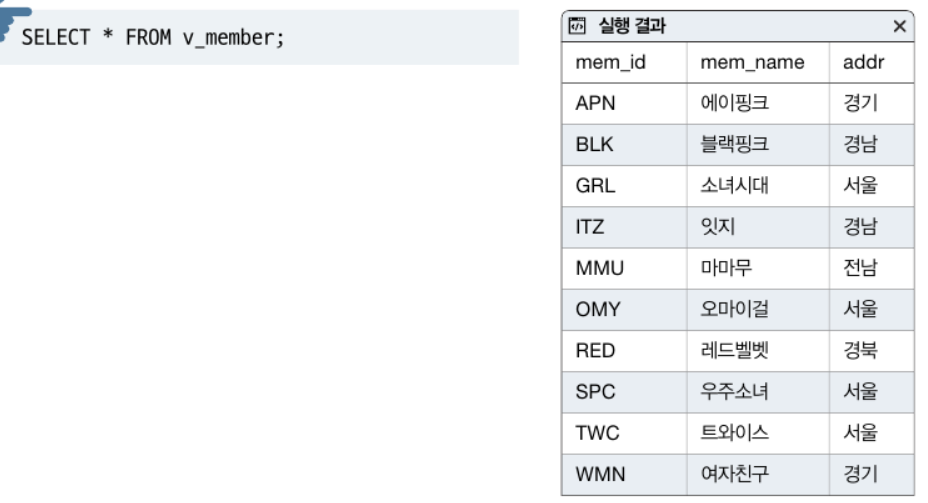 SELECT * FROM v_member;
실행 결과
mem_id mem_name addr
APN 에이핑크 경기
BLK 블랙핑크 경남
GRL 소녀시대 서울
ITZ 잇지 경남
MMU 마마무 전남
OMY 오마이걸 서울
RED 레드벨벳 경북
SPC 우주소녀 서울
TWC 트와이스 서울
WMN 여자친구 경기